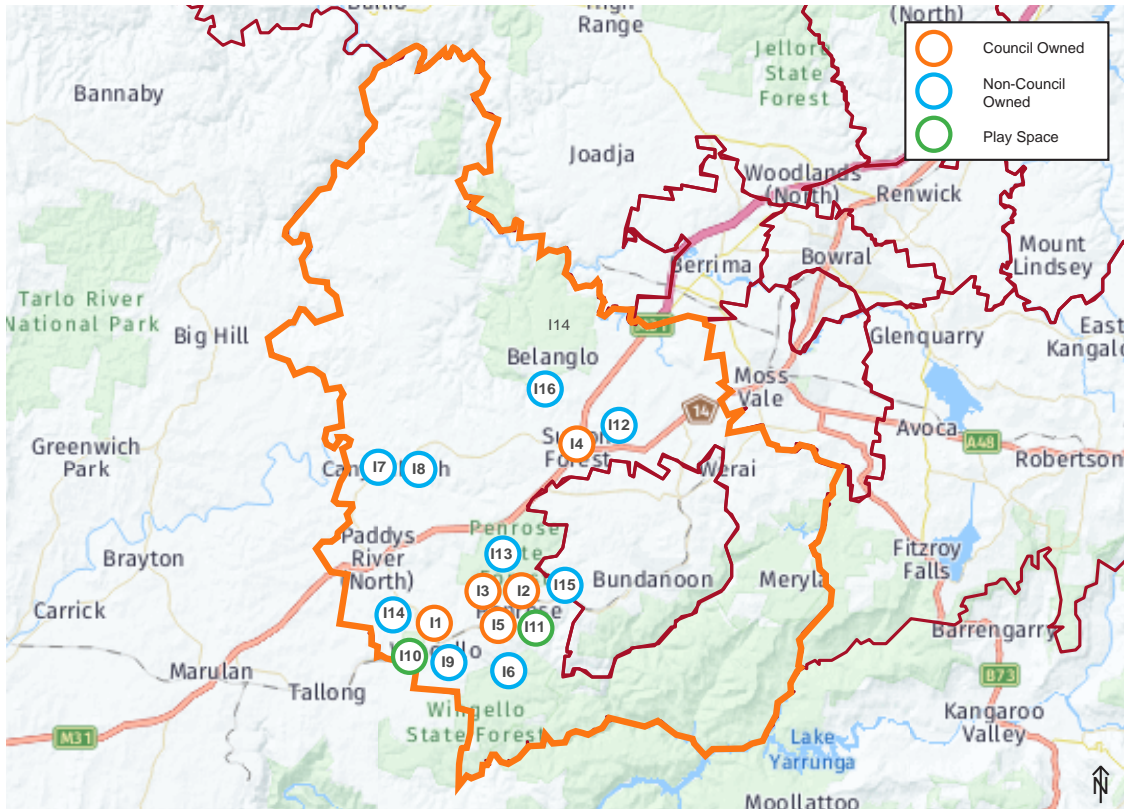 High
Range
(North)
Bannaby
Jellore
State
Forest
Council Owned
Non-Council
Owned
Play Space
Joadja
Woodlands
(North)
Renwick
Mount
Lindsey
Berrima
Bowral
Tarlo River
National Park
Big Hill
I14
Glenquarry
East
Kangalo
Belanglo
I16
Moss
Vale
14
I12
I4
Forest
Avoca
A48
Robertson
Greenwich
Park
I7
I8
Werai
Paddys
River
North)
Penrose
I13
Brayton
Bundanoon
Meryla
Fitzroy
Falls
I3
I2
I15
Carrick
I14
I1
I5
I11
Barrengarry
I10
I9
I6
Marulan
Tallong
B73
Wingello
State Forest
Kangaroo
Valley
M31
Lake
Yarrunga
Moollattoo
N